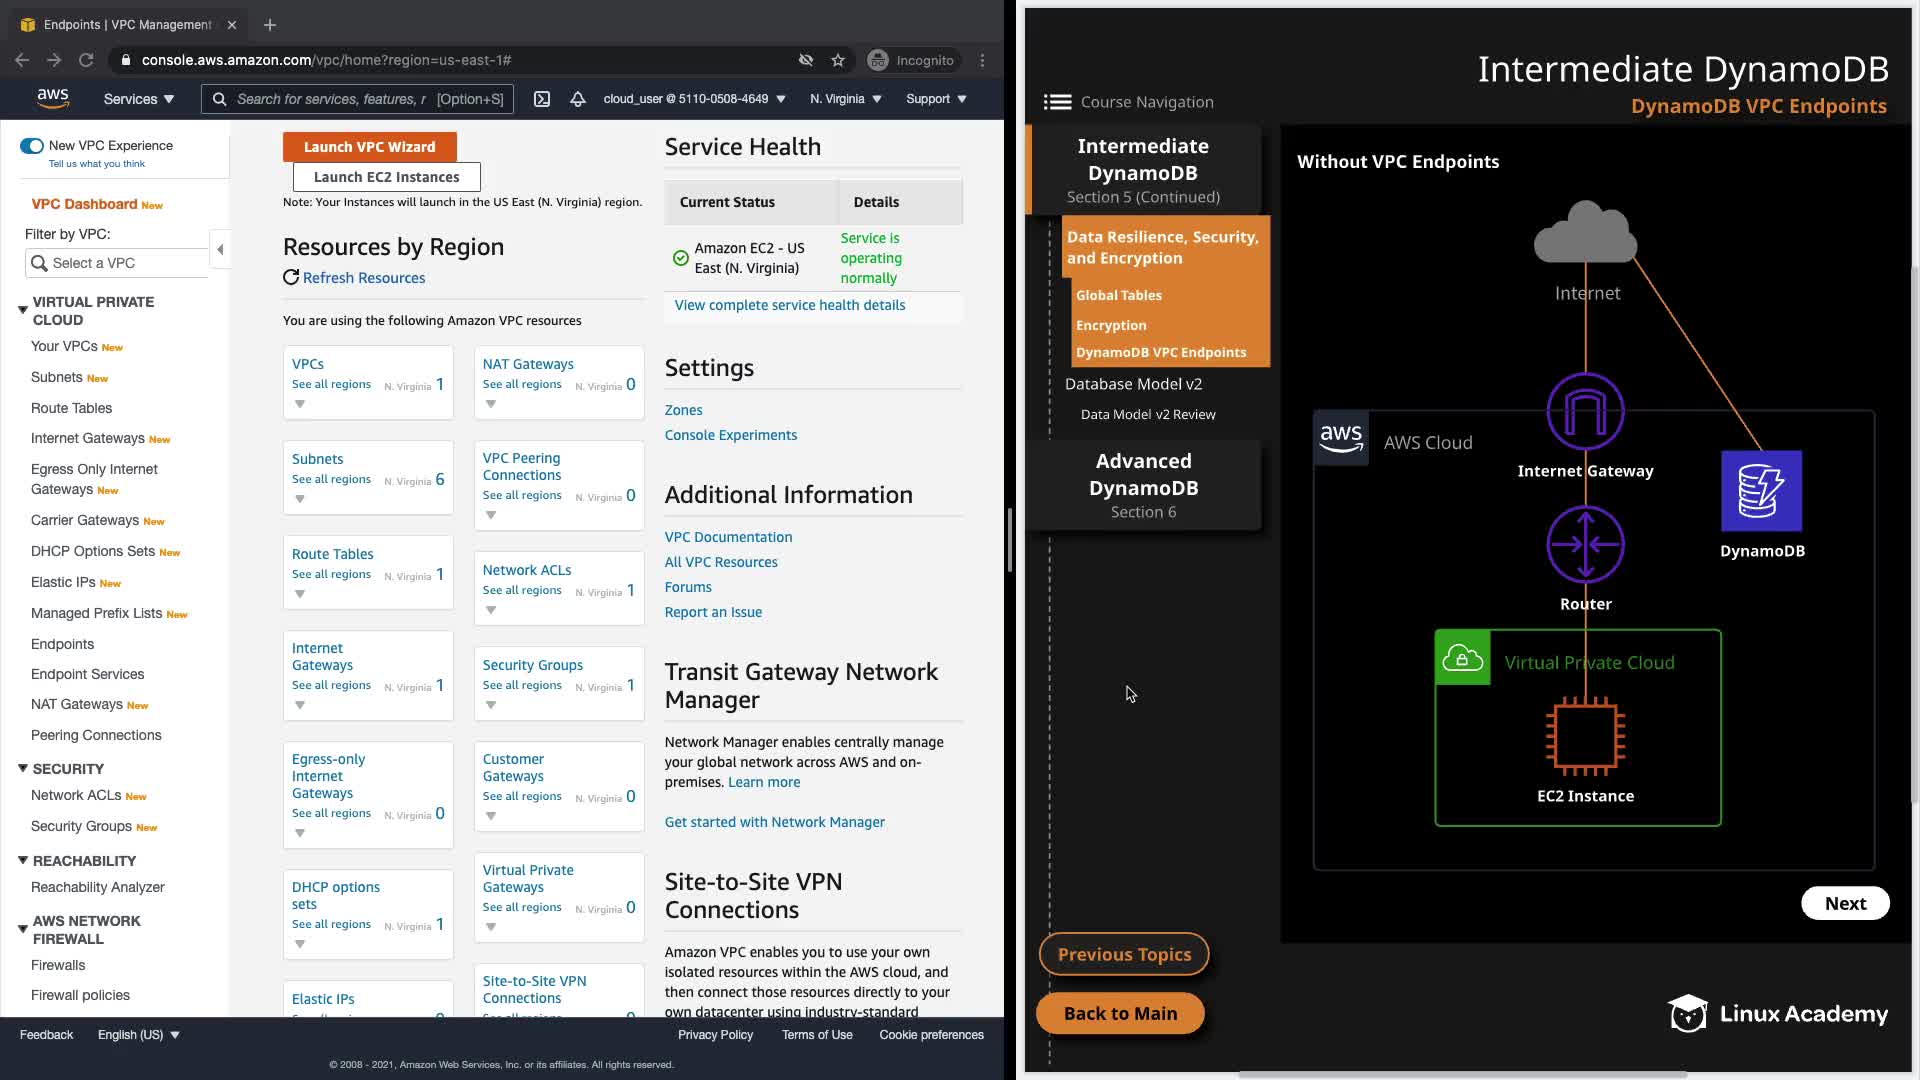 Endpoints | VPC Management
console.aws.amazon.com/vpc/home?region=us-east-1#
Incognito
aws
Services
Search for services, features, r
[Option+S]
cloud_user @ 5110-0508-4649
N. Virginia
Support
New VPC Experience
Tell us what you think
VPC Dashboard New
Filter by VPC:
Select a VPC
VIRTUAL PRIVATE
CLOUD
Your VPCs New
Subnets New
Route Tables
Internet Gateways New
Egress Only Internet
Gateways New
Carrier Gateways New
DHCP Options Sets New
Elastic IPs New
Managed Prefix Lists New
Endpoints
Endpoint Services
NAT Gateways New
Peering Connections
SECURITY
Network ACLs New
Security Groups New
REACHABILITY
Reachability Analyzer
AWS NETWORK
FIREWALL
Firewalls
Firewall policies
Launch VPC Wizard
Launch EC2 Instances
Note: Your Instances will launch in the US East (N. Virginia) region.
Resources by Region
Refresh Resources
You are using the following Amazon VPC resources
VPCs
See all regions N. Virginia 1
Subnets
See all regions N. Virginia 6
Route Tables
See all regions N. Virginia 1
Internet
Gateways
See all regions N. Virginia 1
Egress-only
Internet
Gateways
See all regions N. Virginia 0
DHCP options
sets
See all regions N. Virginia 1
Elastic IPs
NAT Gateways
See all regions N. Virginia 0
VPC Peering
Connections
See all regions N. Virginia 0
Network ACLs
See all regions N. Virginia 1
Security Groups
See all regions N. Virginia 1
Customer
Gateways
See all regions N. Virginia 0
Virtual Private
Gateways
See all regions N. Virginia 0
Site-to-Site VPN
Connections
Service Health
Current Status
Details
Amazon EC2 - US
East (N. Virginia)
Service is
operating
normally
View complete service health details
Settings
Zones
Console Experiments
Additional Information
VPC Documentation
All VPC Resources
Forums
Report an Issue
Transit Gateway Network
Manager
Network Manager enables centrally manage
your global network across AWS and on-
premises. Learn more
Get started with Network Manager
Site-to-Site VPN
Connections
Amazon VPC enables you to use your own
isolated resources within the AWS cloud, and
then connect those resources directly to your
own datacenter using industry-standard
Feedback
English (US)
Privacy Policy
Terms of Use
Cookie preferences
© 2008 - 2021, Amazon Web Services, Inc. or its affiliates. All rights reserved.
Intermediate DynamoDB
DynamoDB VPC Endpoints
Course Navigation
Intermediate
DynamoDB
Section 5 (Continued)
Data Resilience, Security,
and Encryption
Global Tables
Encryption
DynamoDB VPC Endpoints
Database Model v2
Data Model v2 Review
Advanced
DynamoDB
Section 6
Previous Topics
Back to Main
Without VPC Endpoints
Internet
aws
AWS Cloud
Internet Gateway
DynamoDB
Router
Virtual Private Cloud
EC2 Instance
Next
Linux Academy